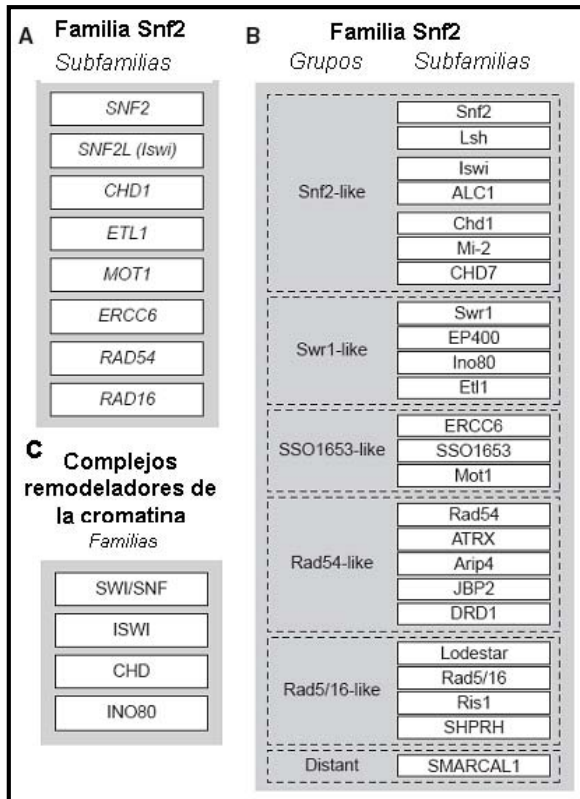 A
Familia Snf2
Subfamilias
SNF2
SNF2L (Iswi)
CHD1
ETL1
MOT1
ERCC6
RAD54
RAD16
C
Complejos
remodeladores de
la cromatina
Familias
SWI/SNF
ISWI
CHD
INO80
B
Familia Snf2
Grupos Subfamilias
Snf2-like
Snf2
Lsh
Iswi
ALC1
Chd1
Mi-2
CHD7
Swr1-like
Swr1
EP400
Ino80
Etl1
SSO1653-like
ERCC6
SSO1653
Mot1
Rad54-like
Rad54
ATRX
Arip4
JBP2
DRD1
Rad5/16-like
Lodestar
Rad5/16
Ris1
SHPRH
Distant
SMARCAL1